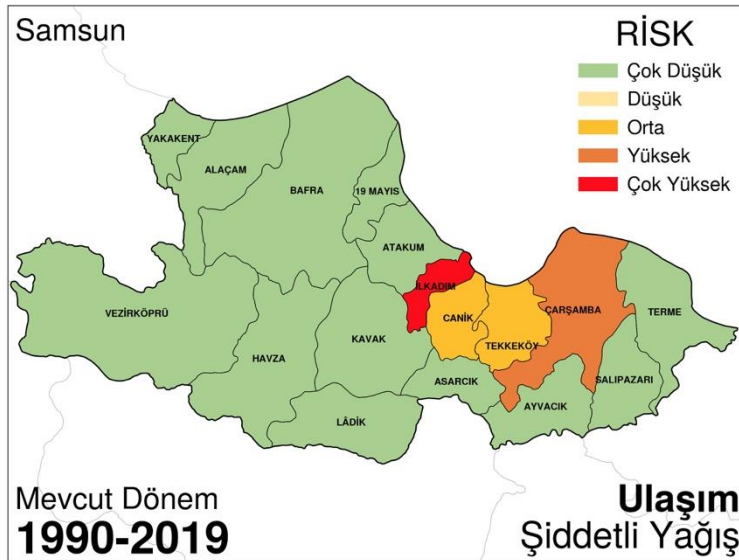 Samsun
RİSK
Çok Düşük
Düşük
Orta
Yüksek
Çok Yüksek
YAKAKENT
ALAÇAM
BAFRA
19 MAYIS
ATAKUM
İLKADIM
CANİK
TEKKEKÖY
ÇARŞAMBA
TERME
VEZİRKÖPRÜ
HAVZA
KAVAK
ASARCIK
SALIPAZARI
AYVACIK
LÂDİK
Mevcut Dönem
1990-2019
Ulaşım
Şiddetli Yağış